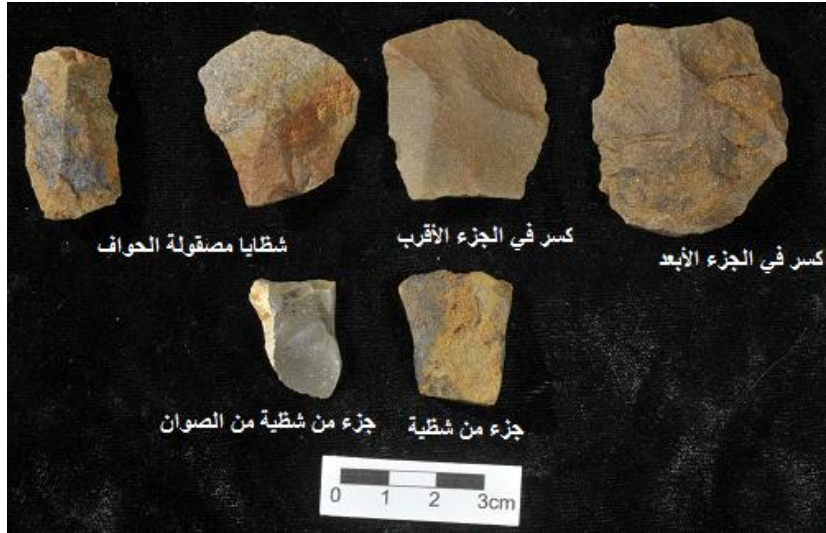 كسر في الجزء الأقرب
شظايا مصقولة الحواف
كسر في الجزء الأبعد
جزء من شظية
جزء من شظية من الصوان
0 1 2 3cm